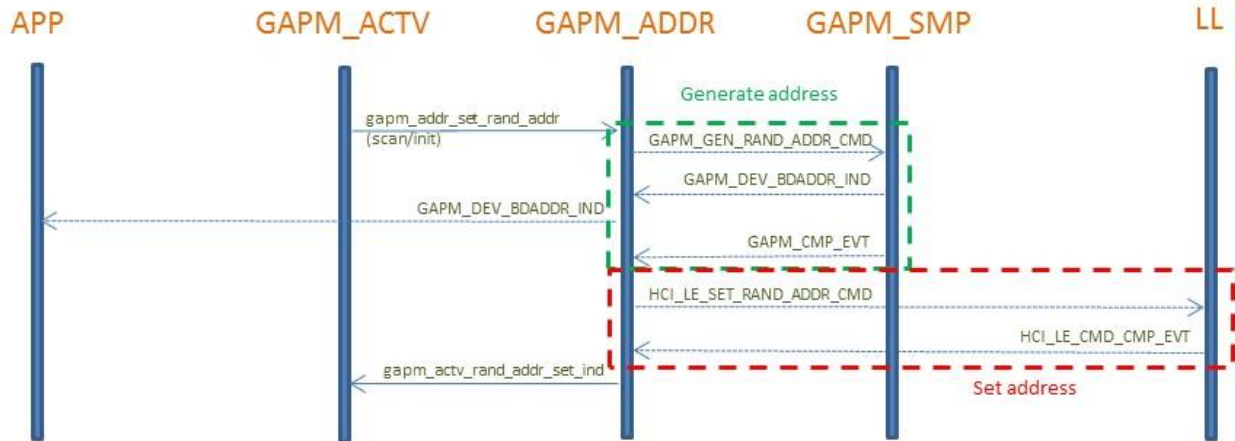 APP
GAPM_ACTV
GAPM_ADDR
GAPM_SMP
LL
Generate address
gapm_addr_set_rand_addr
(scan/init)
GAPM_GEN_RAND_ADDR_CMD
GAPM_DEV_BDADDR_IND
GAPM_DEV_BDADDR_IND
GAPM_CMP_EVT
HCI_LE_SET_RAND_ADDR_CMD
HCI_LE_CMD_CMP_EVT
gapm_actv_rand_addr_set_ind
Set address